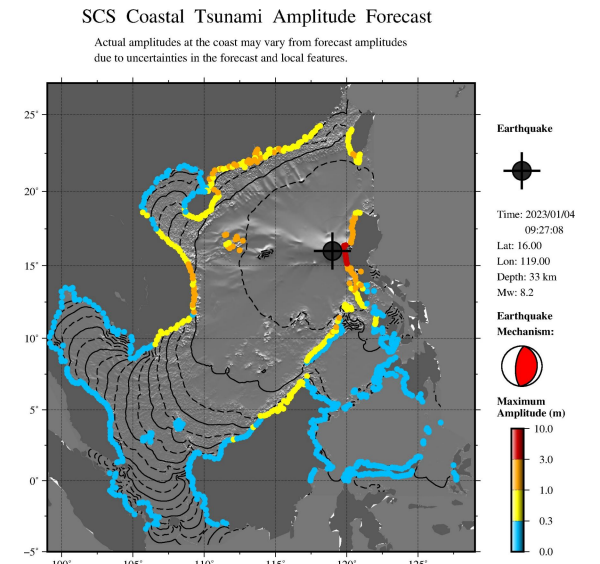 SCS Coastal Tsunami Amplitude Forecast
Actual amplitudes at the coast may vary from forecast amplitudes
due to uncertainties in the forecast and local features.
25°
20°
15°
10°
5°
0°
−5°
100°
105°
110°
115°
120°
125°
Earthquake
Time: 2023/01/04
09:27:08
Lat: 16.00
Lon: 119.00
Depth: 33 km
Mw: 8.2
Earthquake
Mechanism:
Maximum
Amplitude (m)
10.0
3.0
1.0
0.3
0.0